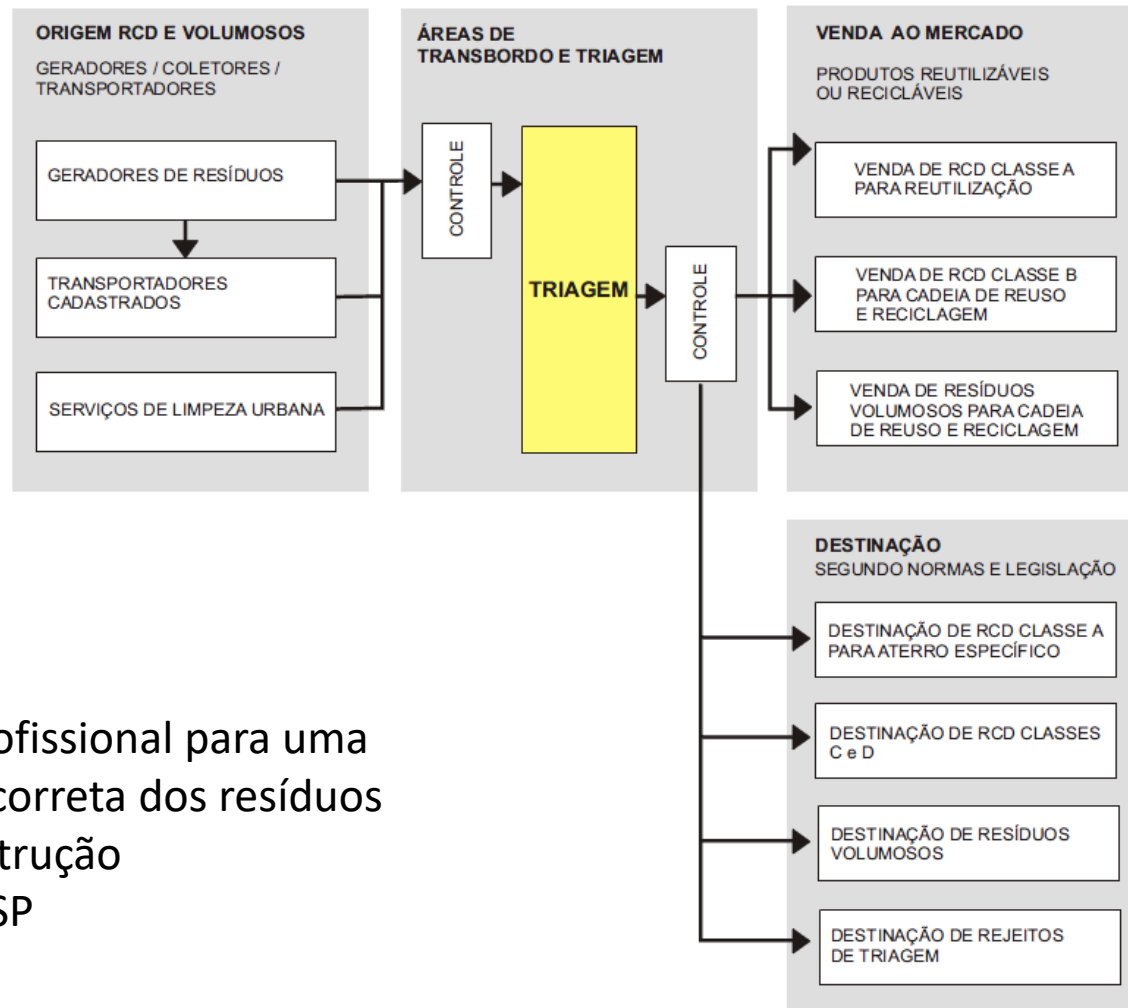 ORIGEM RCD E VOLUMOSOS
GERADORES / COLETORES /
TRANSPORTADORES
GERADORES DE RESÍDUOS
TRANSPORTADORES
CADASTRADOS
SERVIÇOS DE LIMPEZA URBANA
ÁREAS DE
TRANSBORDO E TRIAGEM
CONTROLE
TRIAGEM
CONTROLE
VENDA AO MERCADO
PRODUTOS REUTILIZÁVEIS
OU RECICLÁVEIS
VENDA DE RCD CLASSE A
PARA REUTILIZAÇÃO
VENDA DE RCD CLASSE B
PARA CADEIA DE REUSO
E RECICLAGEM
VENDA DE RESÍDUOS
VOLUMOSOS PARA CADEIA
DE REUSO E RECICLAGEM
DESTINAÇÃO
SEGUNDO NORMAS E LEGISLAÇÃO
DESTINAÇÃO DE RCD CLASSE A
PARA ATERRO ESPECÍFICO
DESTINAÇÃO DE RCD CLASSES
C e D
DESTINAÇÃO DE RESÍDUOS
VOLUMOSOS
DESTINAÇÃO DE REJEITOS
DE TRIAGEM
ofissional para uma
correta dos resíduos
strução
SP